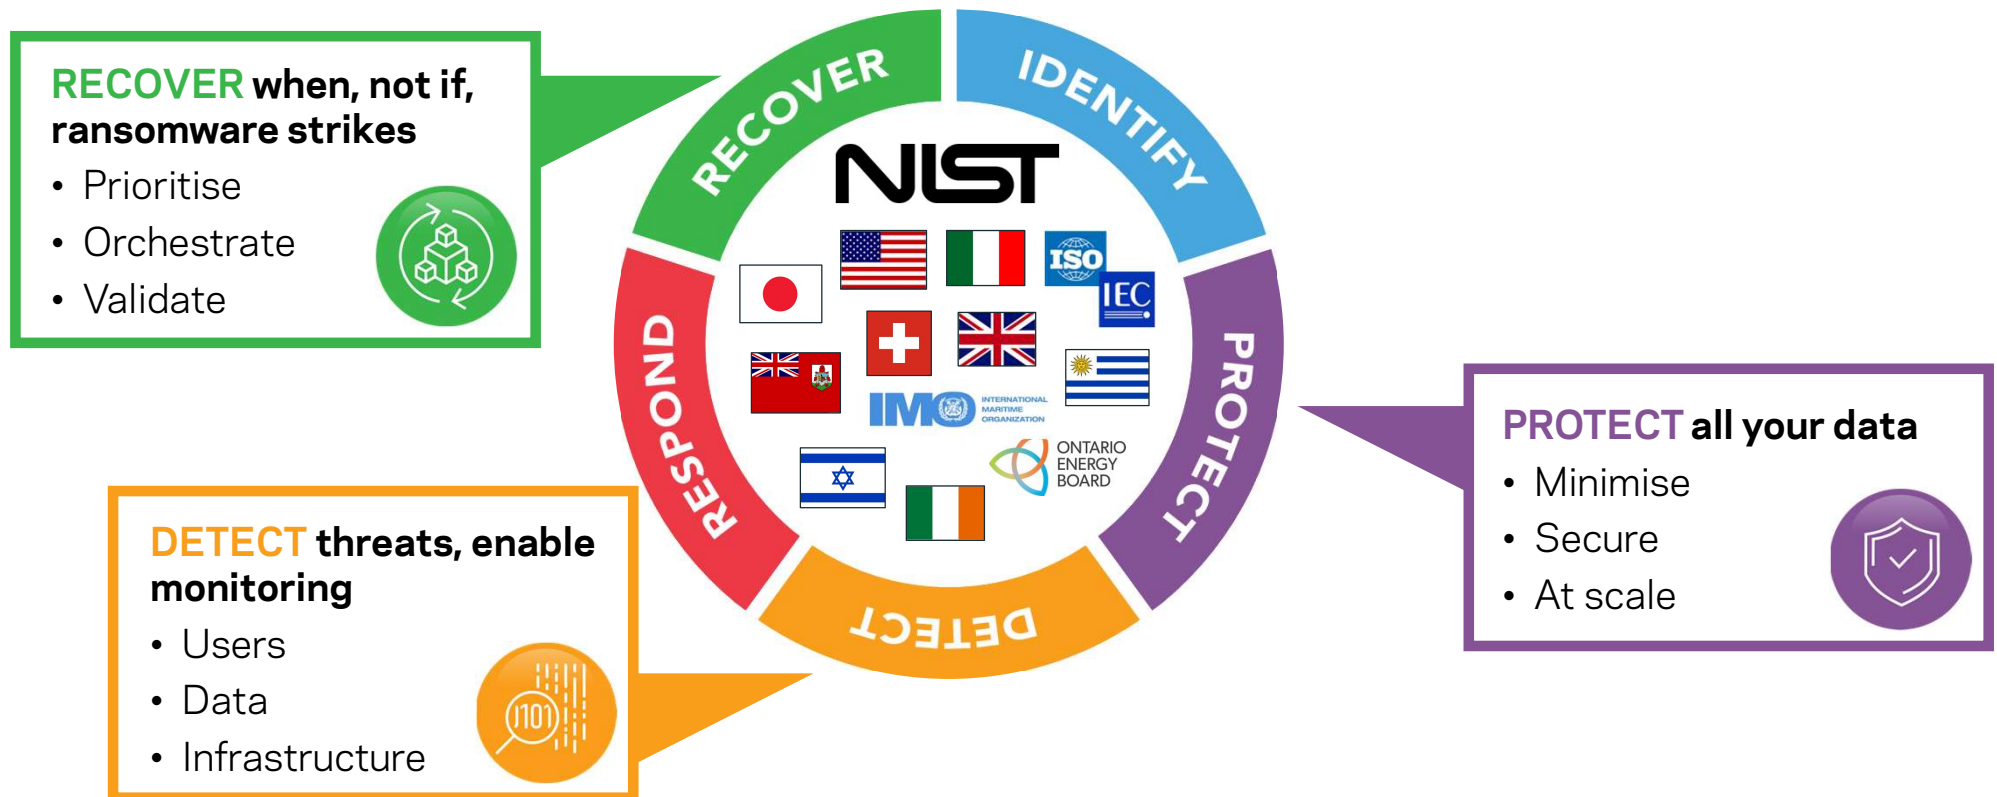 RECOVER when, not if,
ransomware strikes
• Prioritise
• Orchestrate
• Validate
RECOVER
IDENTIFY
PROTECT
DETECT
RESPOND
NIST
ISO
IEC
IMO
INTERNATIONAL
MARITIME
ORGANIZATION
ONTARIO
ENERGY
BOARD
DETECT threats, enable
monitoring
• Users
• Data
• Infrastructure
1101
PROTECT all your data
• Minimise
• Secure
• At scale